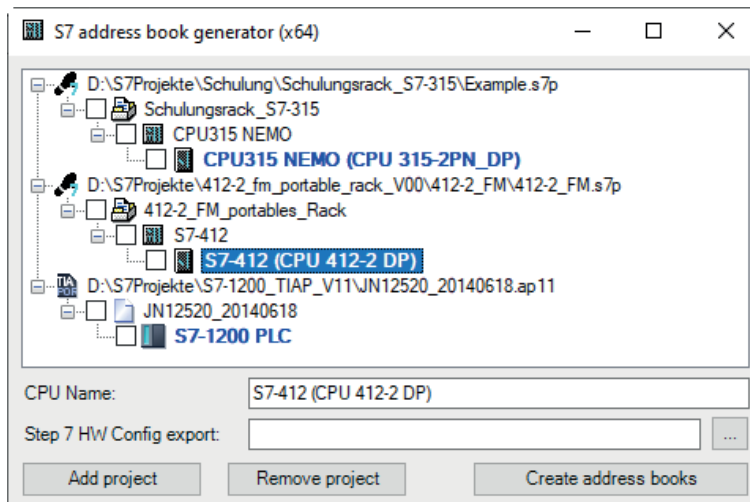 S7 address book generator (x64)
D:\S7Projekte\Schulung\Schulungsrack_S7-315\Example.s7p
Schulungsrack_S7-315
CPU315 NEMO
CPU315 NEMO (CPU 315-2PN_DP)
D:\S7Projekte\412-2_fm_portable_rack_V00\412-2_FM\412-2_FM.s7p
412-2_FM_portables_Rack
S7-412
S7-412 (CPU 412-2 DP)
D:\S7Projekte\S7-1200_TIAP_V11\JN12520_20140618.ap11
JN12520_20140618
S7-1200 PLC
CPU Name: S7-412 (CPU 412-2 DP)
Step 7 HW Config export: ...
Add project Remove project Create address books